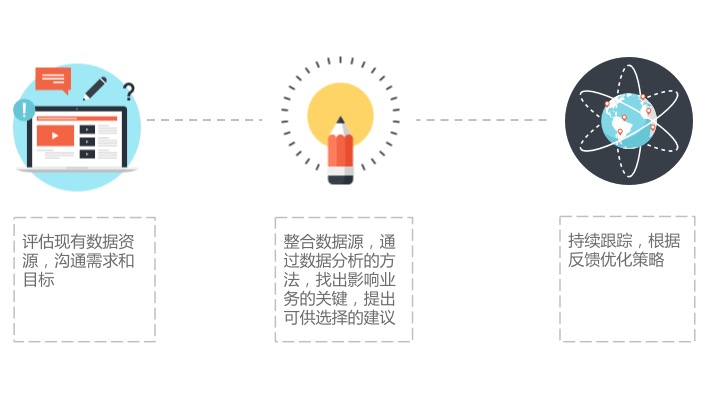 评估现有数据资
源，沟通需求和
目标
整合数据源，通
过数据分析的方
法，找出影响业
务的关键，提出
可供选择的建议
持续跟踪，根据
反馈优化策略